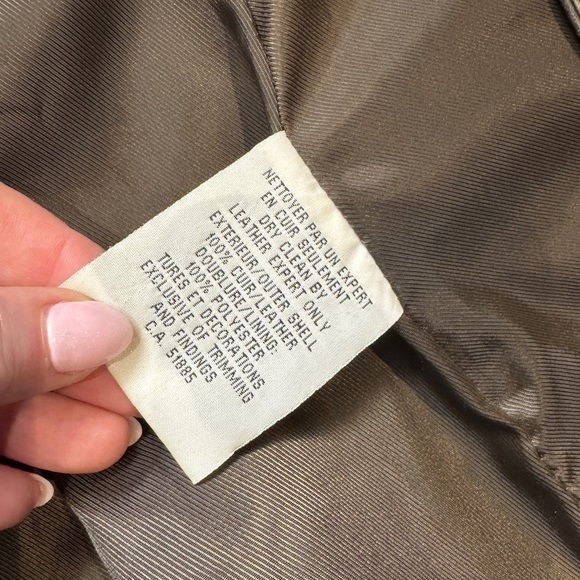 NETTOYER PAR UN EXPERT
EN CUIR SEULEMENT
DRY CLEAN BY
LEATHER EXPERT ONLY
EXTERIEUR/OUTER SHELL
100% CUIR/LEATHER
DOUBLURE/LINING:
100% POLYESTER
TURES ET DECORATIONS
EXCLUSIVE OF TRIMMING
AND FINDINGS
C.A. 51885